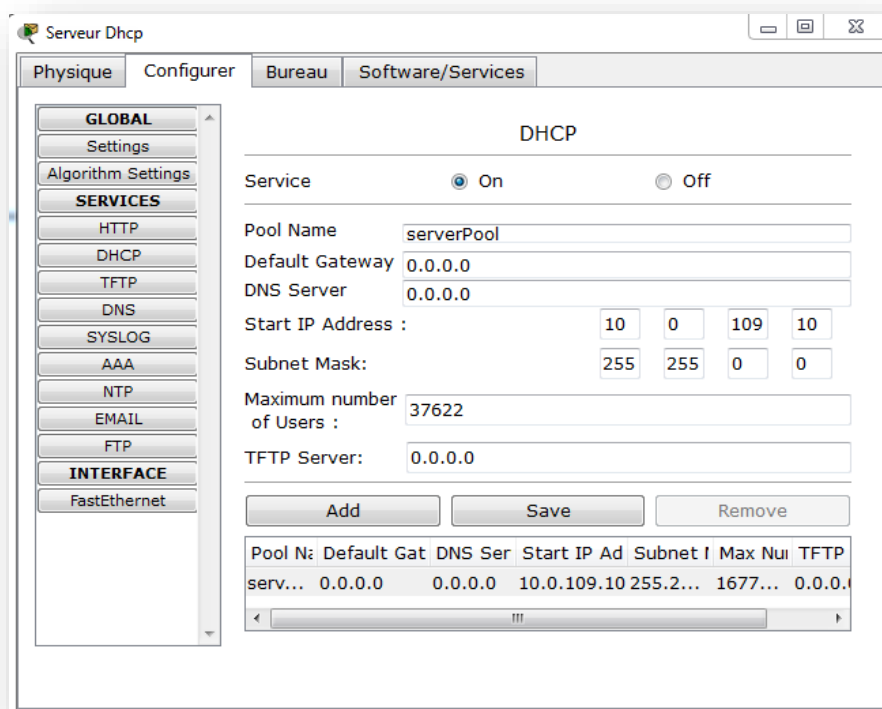 Serveur Dhcp
Physique Configurer Bureau Software/Services
GLOBAL
Settings
Algorithm Settings
SERVICES
HTTP
DHCP
TFTP
DNS
SYSLOG
AAA
NTP
EMAIL
FTP
INTERFACE
FastEthernet
DHCP
Service On Off
Pool Name serverPool
Default Gateway 0.0.0.0
DNS Server 0.0.0.0
Start IP Address : 10 0 109 10
Subnet Mask: 255 255 0 0
Maximum number
of Users : 37622
TFTP Server: 0.0.0.0
Add Save Remove
Pool Na Default Gat DNS Ser Start IP Ad Subnet M Max Nu TFTP
serv... 0.0.0.0 0.0.0.0 10.0.109.10 255.2... 1677... 0.0.0.